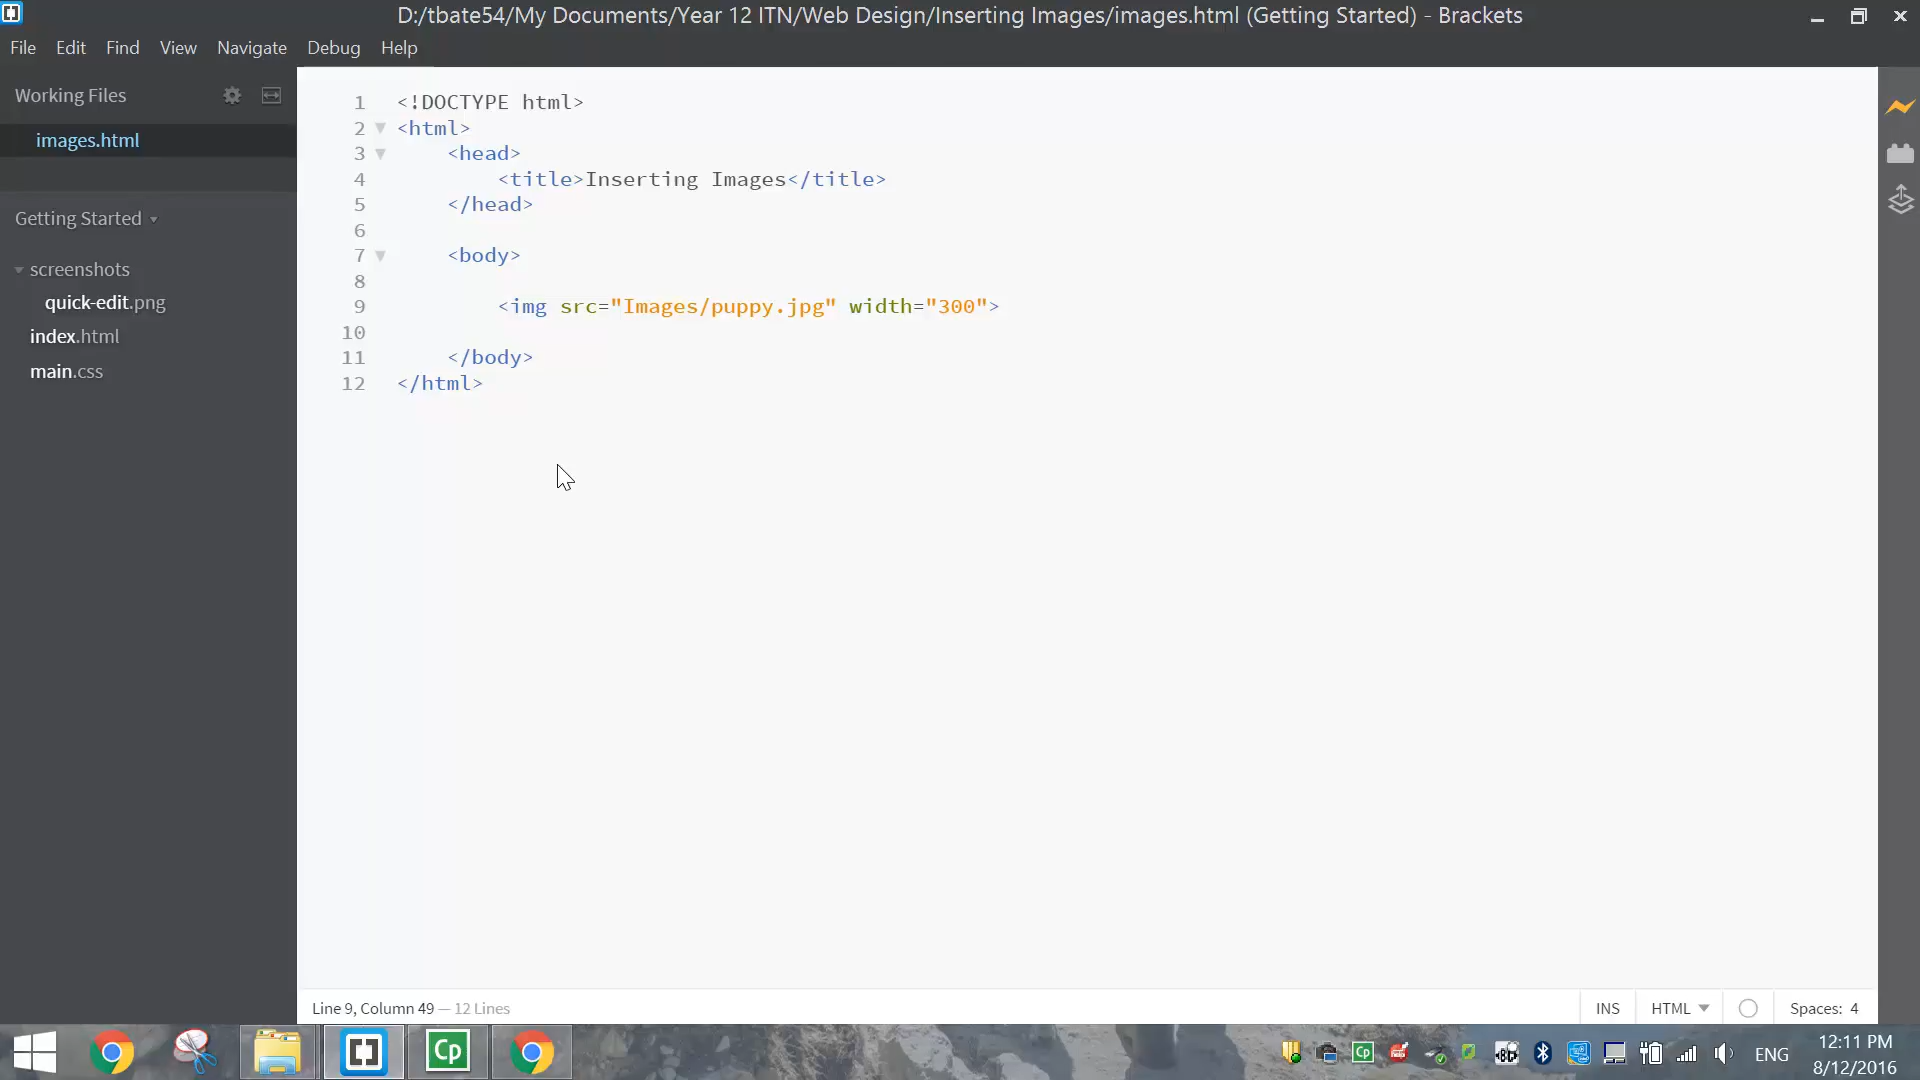 D:/tbate54/My Documents/Year 12 ITN/Web Design/Inserting Images/images.html (Getting Started) - Brackets
File Edit Find View Navigate Debug Help
Working Files
images.html
Getting Started
screenshots
quick-edit.png
index.html
main.css
1 <!DOCTYPE html>
2 <html>
3 <head>
4 <title>Inserting Images</title>
5 </head>
6
7 <body>
8
9 <img src="Images/puppy.jpg" width="300">
10
11 </body>
12 </html>
Line 9, Column 49 — 12 Lines
INS HTML Spaces: 4
Cp
Cp
ENG
12:11 PM
8/12/2016